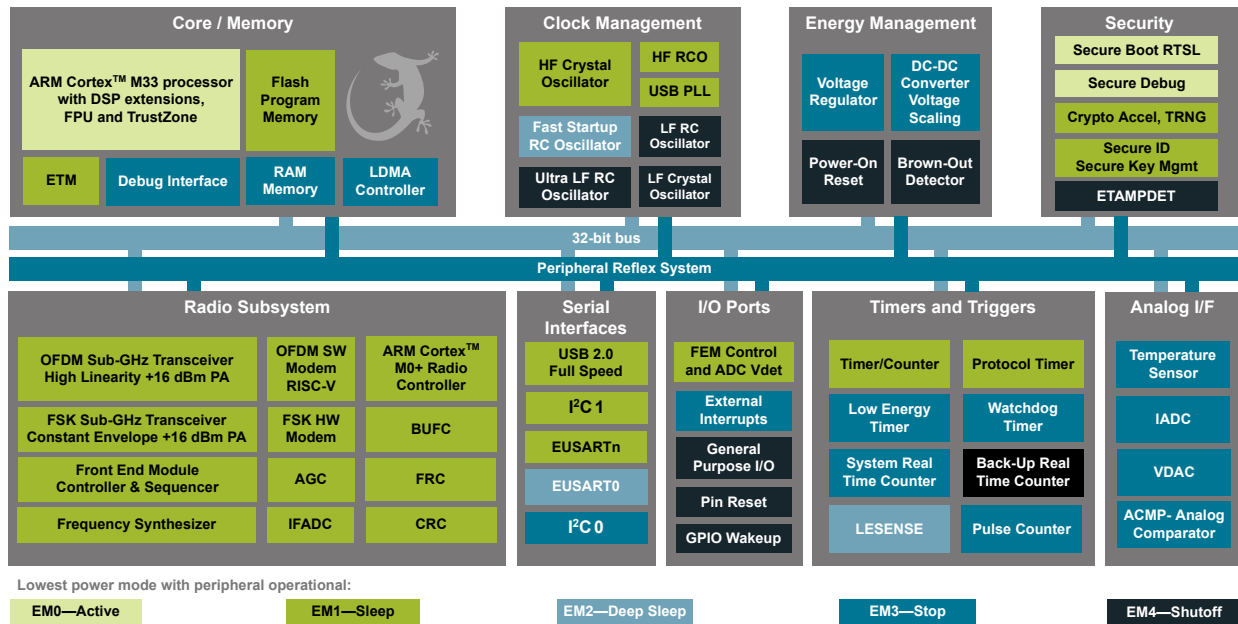 Core / Memory
ARM Cortex™ M33 processor
with DSP extensions,
FPU and TrustZone
Flash
Program
Memory
ETM
Debug Interface
RAM
Memory
LDMA
Controller
Clock Management
HF Crystal
Oscillator
HF RCO
USB PLL
Fast Startup
RC Oscillator
LF RC
Oscillator
Ultra LF RC
Oscillator
LF Crystal
Oscillator
Energy Management
Voltage
Regulator
DC-DC
Converter
Voltage
Scaling
Power-On
Reset
Brown-Out
Detector
Security
Secure Boot RTSL
Secure Debug
Crypto Accel, TRNG
Secure ID
Secure Key Mgmt
ETAMPDET
32-bit bus
Peripheral Reflex System
Radio Subsystem
OFDM Sub-GHz Transceiver
High Linearity +16 dBm PA
OFDM SW
Modem
RISC-V
ARM Cortex™
M0+ Radio
Controller
FSK Sub-GHz Transceiver
Constant Envelope +16 dBm PA
FSK HW
Modem
BUFC
Front End Module
Controller & Sequencer
AGC
FRC
Frequency Synthesizer
IFADC
CRC
Serial
Interfaces
USB 2.0
Full Speed
I²C 1
EUSARTn
EUSART0
I²C 0
I/O Ports
FEM Control
and ADC Vdet
External
Interrupts
General
Purpose I/O
Pin Reset
GPIO Wakeup
Timers and Triggers
Timer/Counter
Protocol Timer
Low Energy
Timer
Watchdog
Timer
System Real
Time Counter
Back-Up Real
Time Counter
LESENSE
Pulse Counter
Analog I/F
Temperature
Sensor
IADC
VDAC
ACMP- Analog
Comparator
Lowest power mode with peripheral operational:
EM0—Active
EM1—Sleep
EM2—Deep Sleep
EM3—Stop
EM4—Shutoff